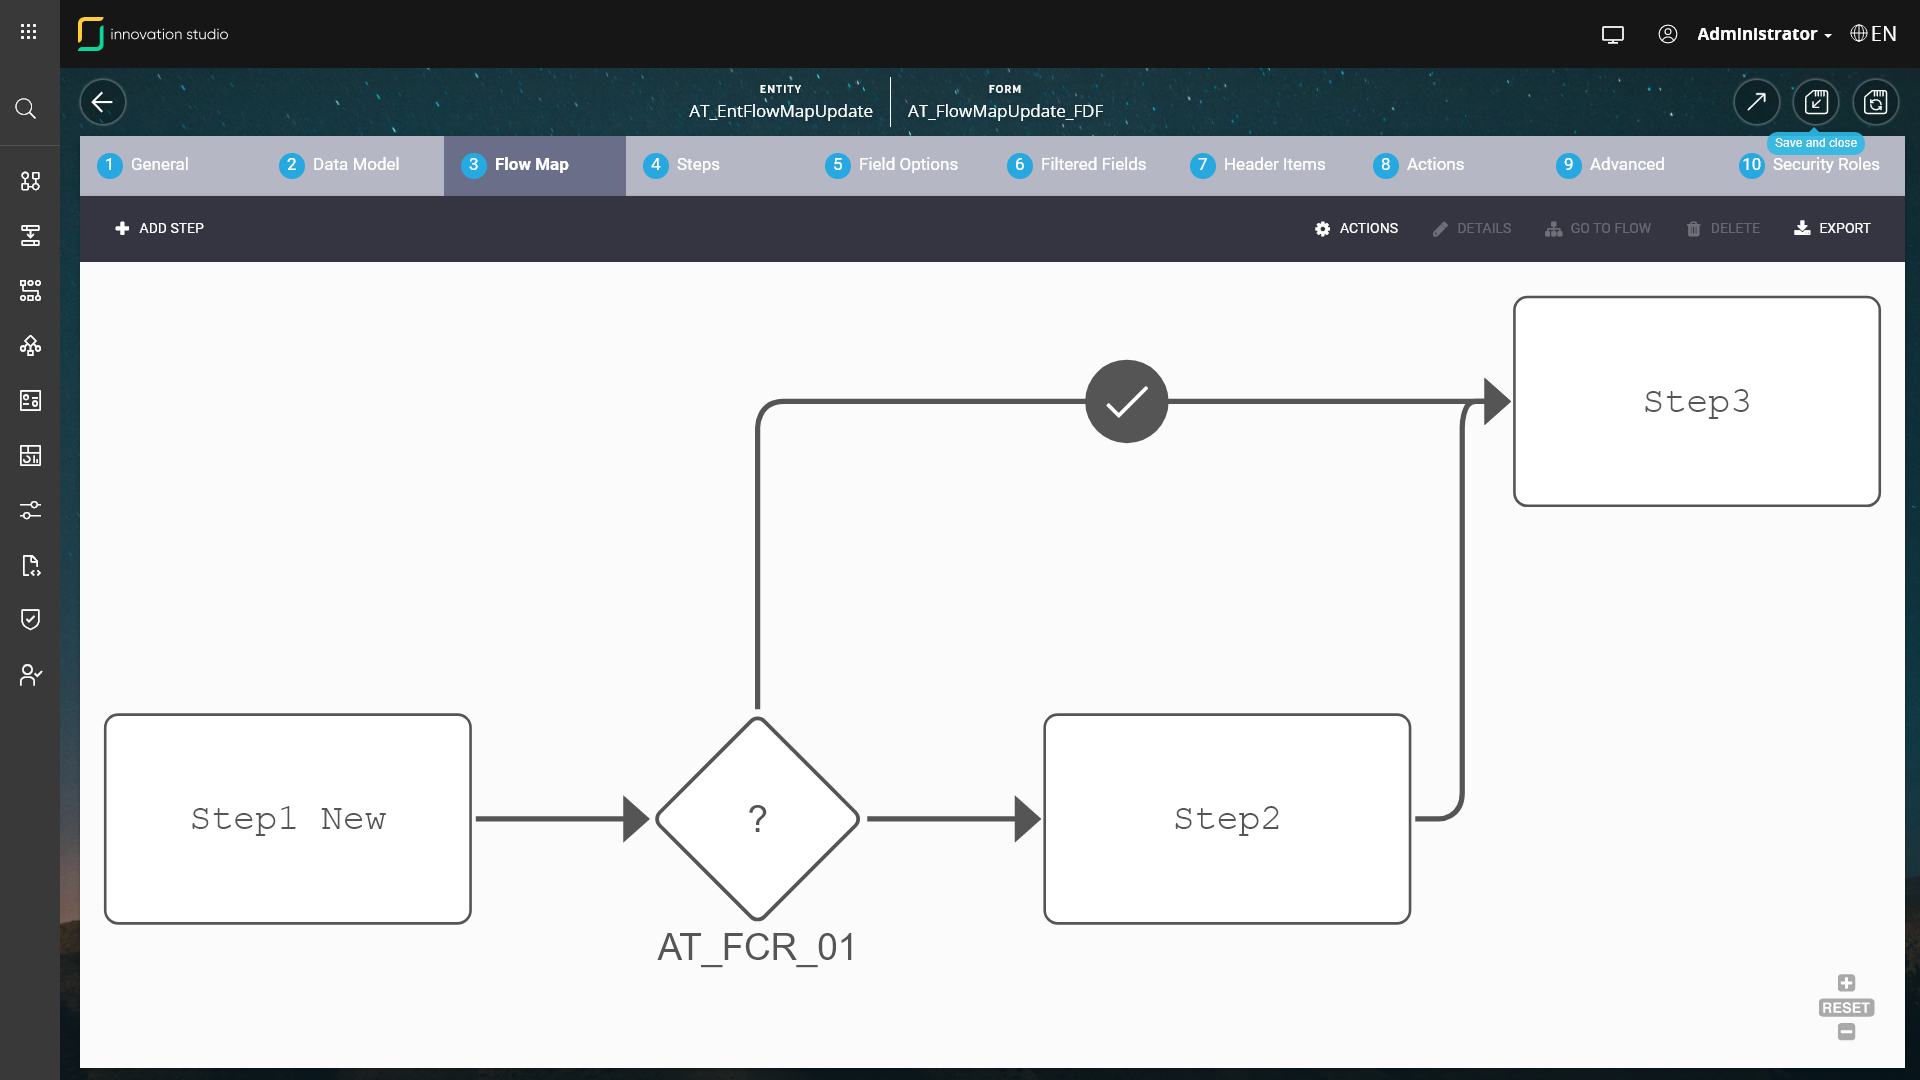 innovation studio
Administrator
EN
ENTITY
AT_EntFlowMapUpdate
FORM
AT_FlowMapUpdate_FDF
Save and close
1 General
2 Data Model
3 Flow Map
4 Steps
5 Field Options
6 Filtered Fields
7 Header Items
8 Actions
9 Advanced
10 Security Roles
ADD STEP
ACTIONS
DETAILS
GO TO FLOW
DELETE
EXPORT
Step3
Step1 New
?
Step2
AT_FCR_01
RESET